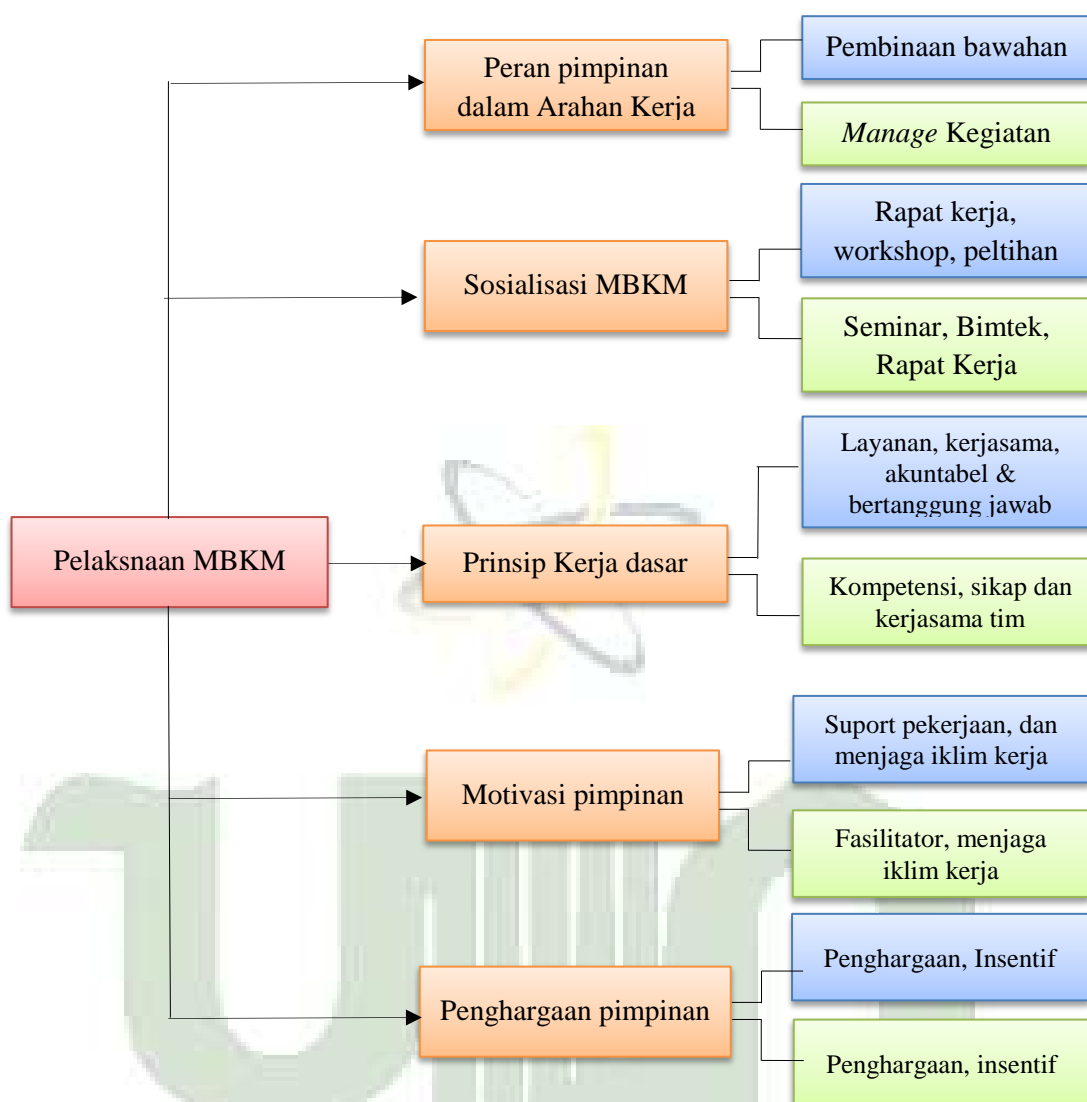 Peran pimpinan
dalam Arahan Kerja
Pembinaan bawahan
Manage Kegiatan
Sosialisasi MBKM
Rapat kerja,
workshop, peltihan
Seminar, Bimtek,
Rapat Kerja
Pelaksnaan MBKM
Prinsip Kerja dasar
Layanan, kerjasama,
akuntabel &
bertanggung jawab
Kompetensi, sikap dan
kerjasama tim
Motivasi pimpinan
Suport pekerjaan, dan
menjaga iklim kerja
Fasilitator, menjaga
iklim kerja
Penghargaan pimpinan
Penghargaan, Insentif
Penghargaan, insentif